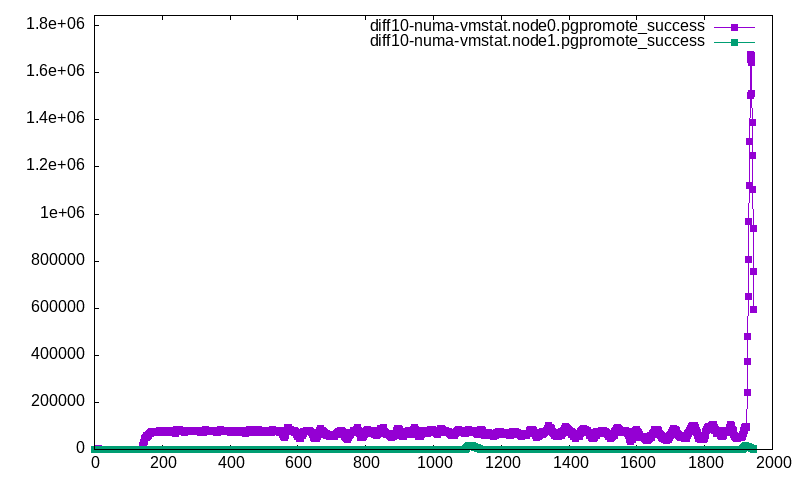 diff10-numa-vmstat.node0.pgpromote_success
diff10-numa-vmstat.node1.pgpromote_success
1.8e+06
1.6e+06
1.4e+06
1.2e+06
1e+06
800000
600000
400000
200000
0
0 200 400 600 800 1000 1200 1400 1600 1800 2000